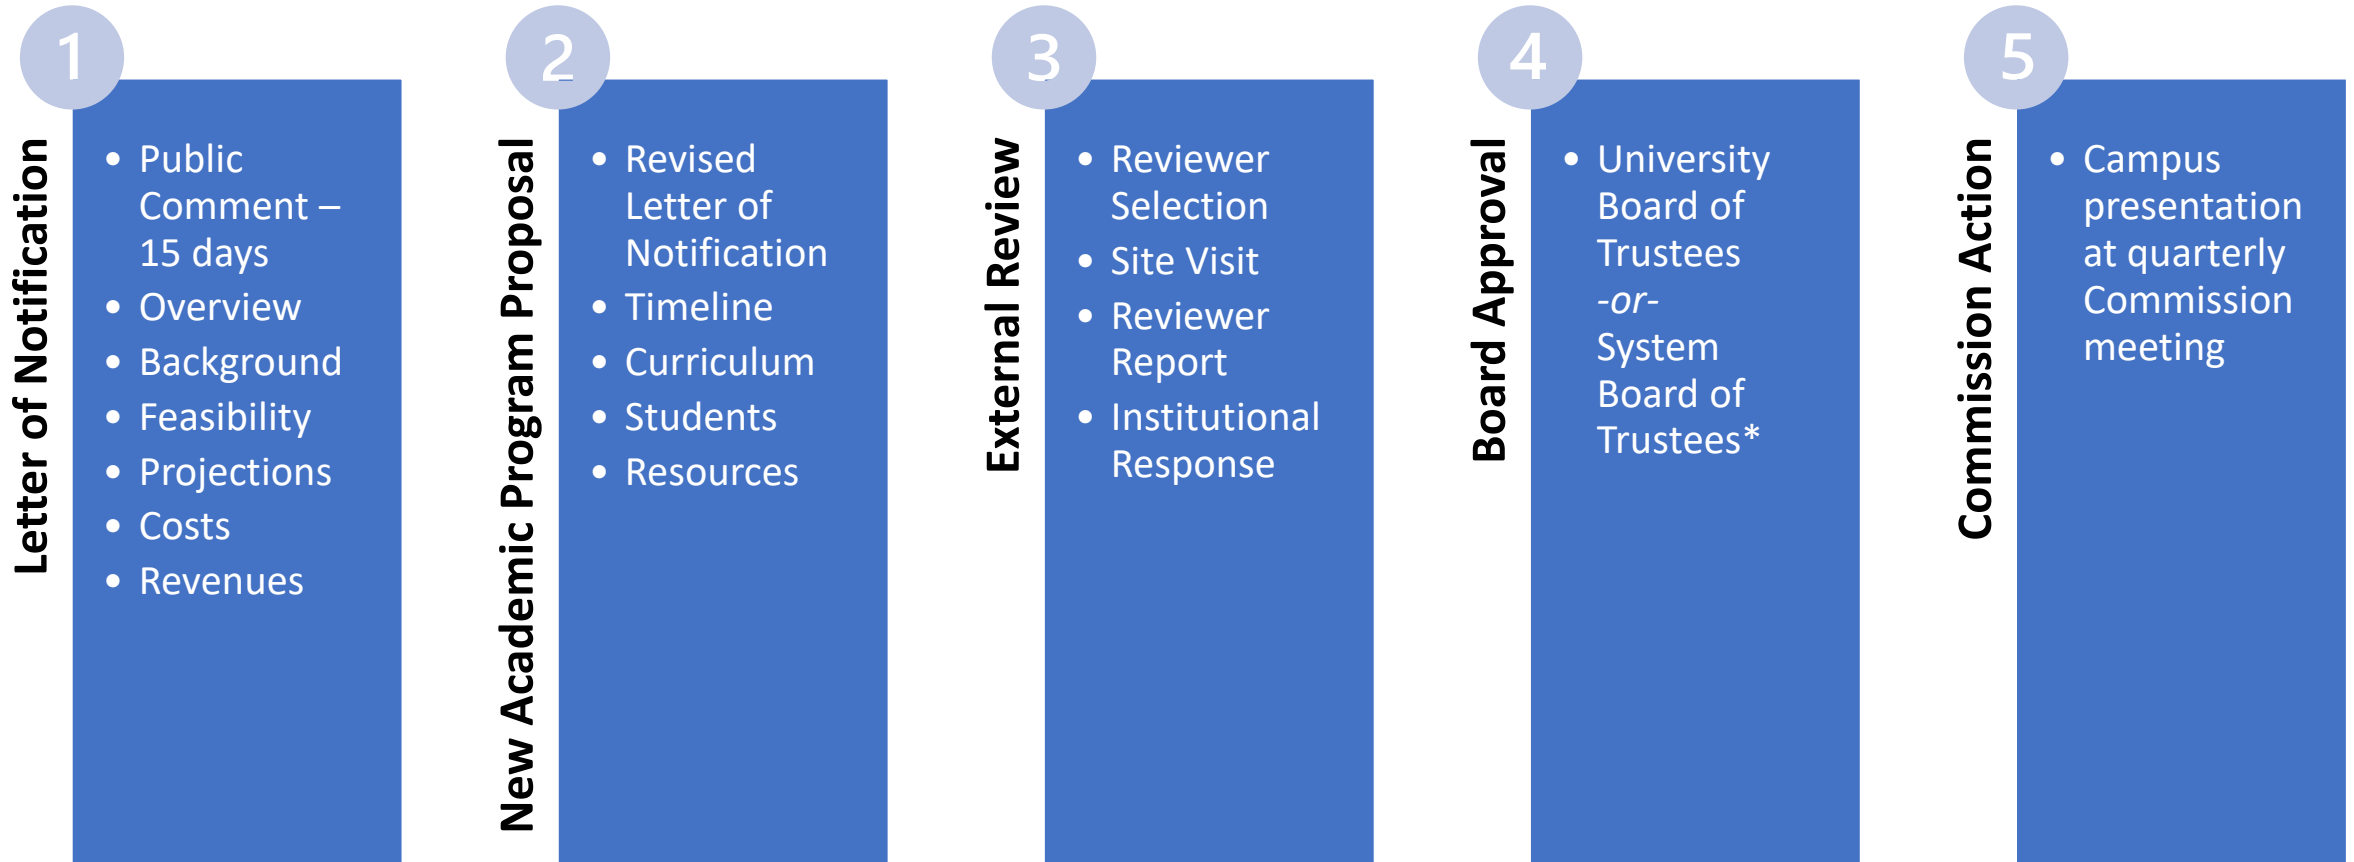 1
Letter of Notification
• Public
Comment –
15 days
• Overview
• Background
• Feasibility
• Projections
• Costs
• Revenues
2
New Academic Program Proposal
• Revised
Letter of
Notification
• Timeline
• Curriculum
• Students
• Resources
3
External Review
• Reviewer
Selection
• Site Visit
• Reviewer
Report
• Institutional
Response
4
Board Approval
• University
Board of
Trustees
-or-
System
Board of
Trustees*
5
Commission Action
• Campus
presentation
at quarterly
Commission
meeting